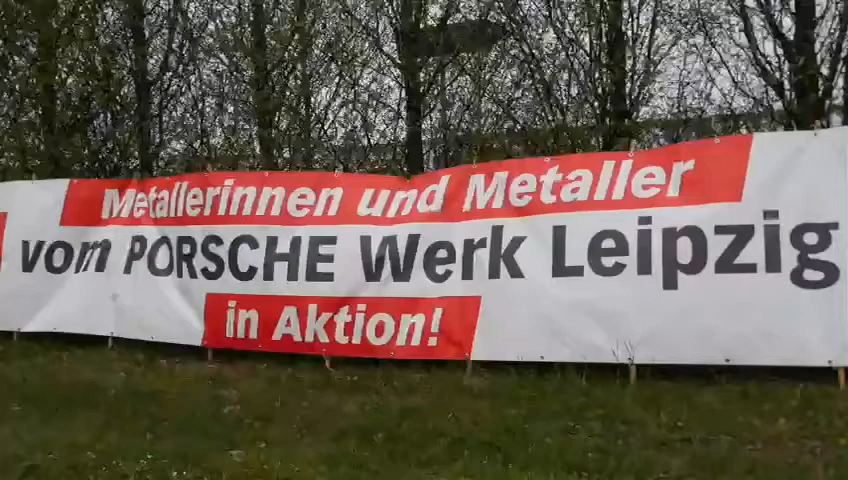 Metallerinnen und Metaller
vom PORSCHE Werk Leipzig
in Aktion!